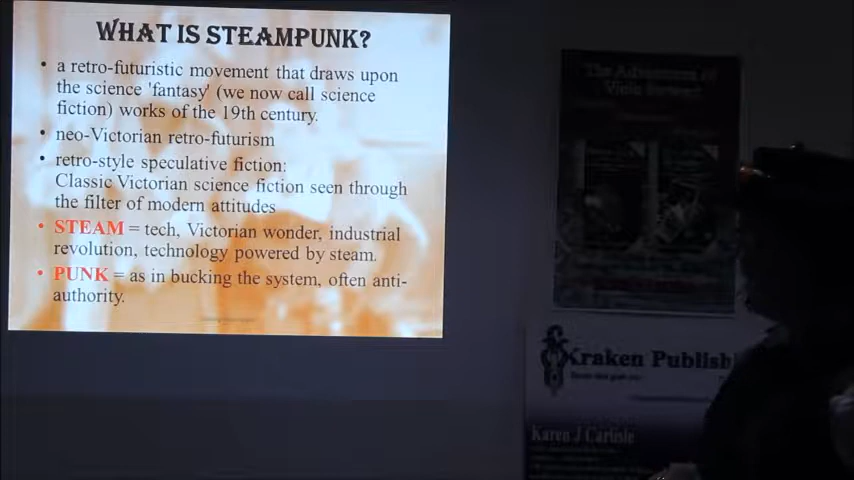 WHAT IS STEAMPUNK?
• a retro-futuristic movement that draws upon
the science 'fantasy' (we now call science
fiction) works of the 19th century.
• neo-Victorian retro-futurism
• retro-style speculative fiction:
Classic Victorian science fiction seen through
the filter of modern attitudes
• STEAM = tech, Victorian wonder, industrial
revolution, technology powered by steam.
• PUNK = as in bucking the system, often anti-
authority.
The Adventures of
Kraken Publish
Karen J Carlisle